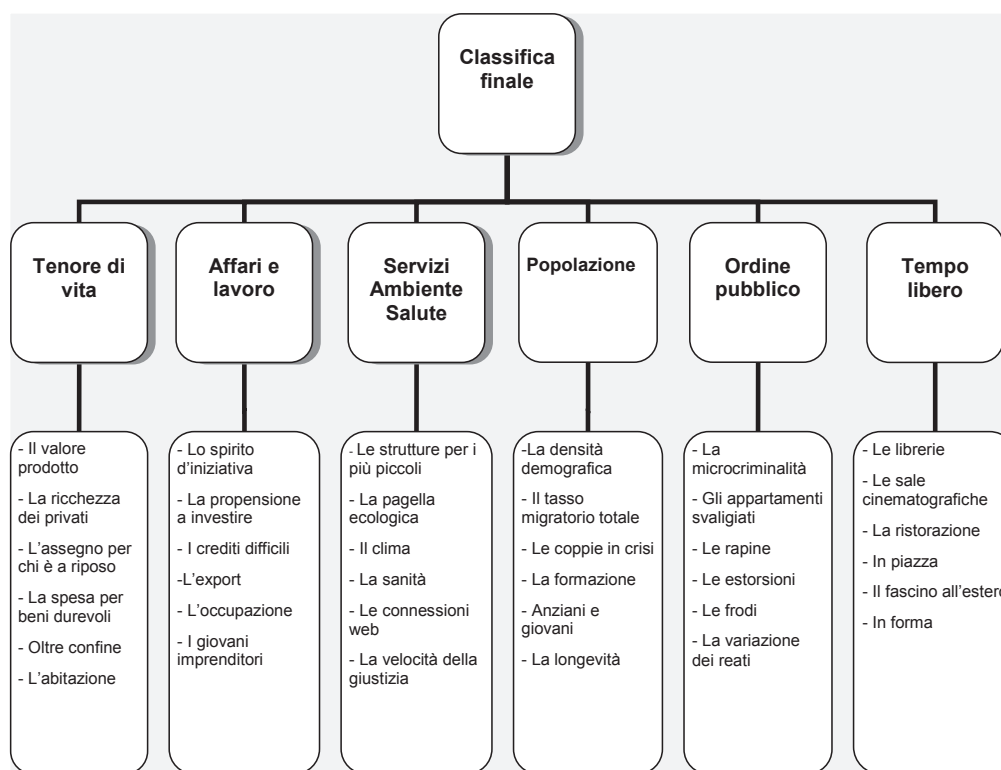 Classifica
finale
Tenore di
vita
Affari e
lavoro
Servizi
Ambiente
Salute
Popolazione
Ordine
pubblico
Tempo
libero
- Il valore
prodotto
- La ricchezza
dei privati
- L'assegno per
chi è a riposo
- La spesa per
beni durevoli
- Oltre confine
- L'abitazione
- Lo spirito
d'iniziativa
- La propensione
a investire
- I crediti difficili
-L'export
- L'occupazione
- I giovani
imprenditori
- Le strutture per i
più piccoli
- La pagella
ecologica
- Il clima
- La sanità
- Le connessioni
web
- La velocità della
giustizia
-La densità
demografica
- Il tasso
migratorio totale
- Le coppie in crisi
- La formazione
- Anziani e
giovani
- La longevità
- La
microcriminalità
- Gli appartamenti
svaligiati
- Le rapine
- Le estorsioni
- Le frodi
- La variazione
dei reati
- Le librerie
- Le sale
cinematografiche
- La ristorazione
- In piazza
- Il fascino all'estero
- In forma